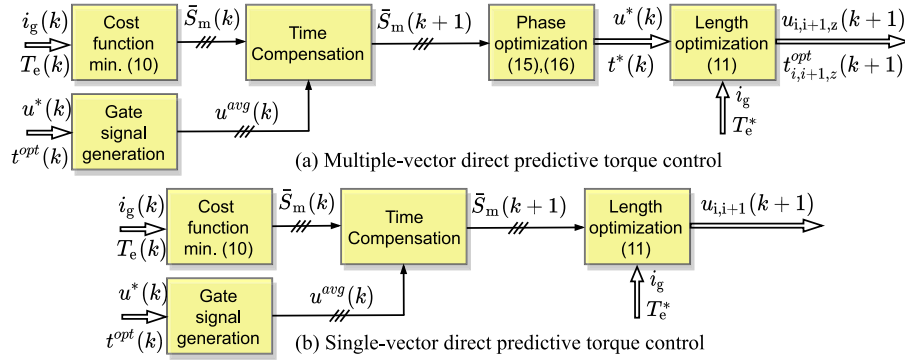 i_g(k)
T_e(k)
Cost function min. (10)
S̄_m(k)
Time Compensation
S̄_m(k+1)
Phase optimization (15),(16)
u*(k)
t*(k)
Length optimization (11)
u_{i,i+1,z}(k+1)
t^{opt}_{i,i+1,z}(k+1)
u*(k)
t^{opt}(k)
Gate signal generation
u^{avg}(k)
i_g
T_e*
(a) Multiple-vector direct predictive torque control
i_g(k)
T_e(k)
Cost function min. (10)
S̄_m(k)
Time Compensation
S̄_m(k+1)
Length optimization (11)
u_{i,i+1}(k+1)
u*(k)
t^{opt}(k)
Gate signal generation
u^{avg}(k)
i_g
T_e*
(b) Single-vector direct predictive torque control